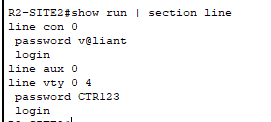 R2-SITE2#show run | section line
line con 0
 password v@liant
 login
line aux 0
line vty 0 4
 password CTR123
 login